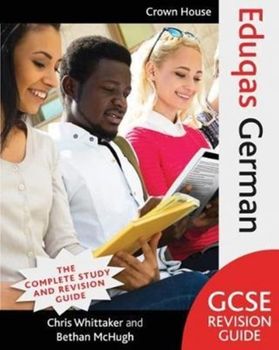 Crown House
Eduqas German
THE
COMPLETE STUDY
AND REVISION
GUIDE
GCSE
REVISION
GUIDE
Chris Whittaker and
Bethan McHugh